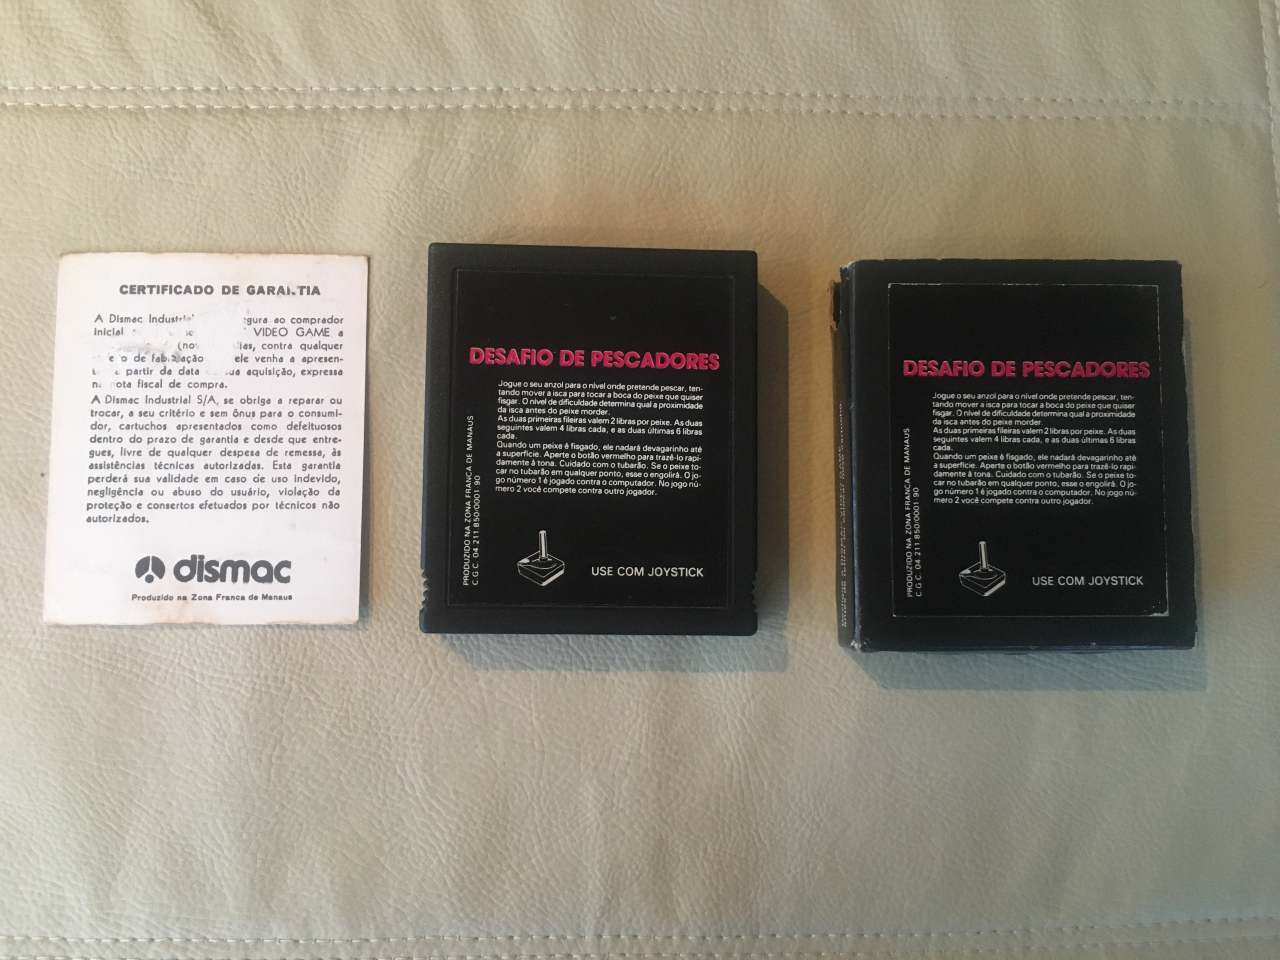 CERTIFICADO DE GARANTIA
A Dismac Industrial gura ao comprador
inicial VIDEO GAME a
(nov ias, contra qualquer
e o de fabricação ele venha a apresen-
a partir da data sua aquisição, expressa
na nota fiscal de compra.
A Dismac Industrial S/A, se obriga a reparar ou
trocar, a seu critério e sem ônus para o consumi-
dor, cartuchos apresentados como defeituosos
dentro do prazo de garantia e desde que entre-
gues, livre de qualquer despesa de remessa, às
assistências técnicas autorizadas. Esta garantia
perderá sua validade em caso de uso indevido,
negligência ou abuso do usuário, violação da
proteção e consertos efetuados por técnicos não
autorizados.
dismac
Produzido na Zona Franca de Manaus
DESAFIO DE PESCADORES
Jogue o seu anzol para o nível onde pretende pescar, ten-
tando mover a isca para tocar a boca do peixe que quiser
fisgar. O nível de dificuldade determina qual a proximidade
da isca antes do peixe morder.
As duas primeiras fileiras valem 2 libras por peixe. As duas
seguintes valem 4 libras cada, e as duas últimas 6 libras
cada.
Quando um peixe é fisgado, ele nadará devagarinho até
a superfície. Aperte o botão vermelho para trazê-lo rapi-
damente à tona. Cuidado com o tubarão. Se o peixe to-
car no tubarão em qualquer ponto, esse o engolirá. O jo-
go número 1 é jogado contra o computador. No jogo nú-
mero 2 você compete contra outro jogador.
PRODUZIDO NA ZONA FRANCA DE MANAUS
C.G.C. 04.211.850/0001-90
USE COM JOYSTICK
DESAFIO DE PESCADORES
Jogue o seu anzol para o nível onde pretende pescar, ten-
tando mover a isca para tocar a boca do peixe que quiser
fisgar. O nível de dificuldade determina qual a proximidade
da isca antes do peixe morder.
As duas primeiras fileiras valem 2 libras por peixe. As duas
seguintes valem 4 libras cada, e as duas últimas 6 libras
cada.
Quando um peixe é fisgado, ele nadará devagarinho até
a superfície. Aperte o botão vermelho para trazê-lo rapi-
damente à tona. Cuidado com o tubarão. Se o peixe to-
car no tubarão em qualquer ponto, esse o engolirá. O jo-
go número 1 é jogado contra o computador. No jogo nú-
mero 2 você compete contra outro jogador.
PRODUZIDO NA ZONA FRANCA DE MANAUS
C.G.C. 04.211.850/0001-90
USE COM JOYSTICK